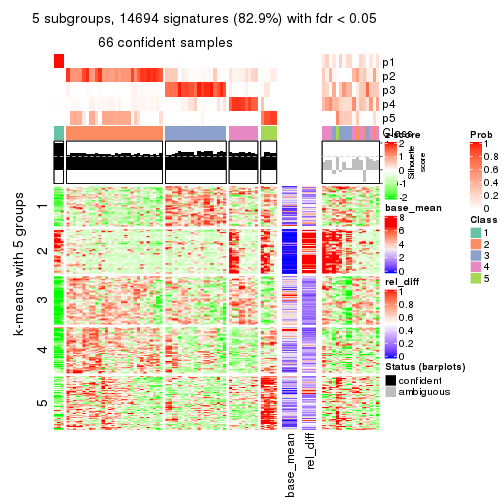 5 subgroups, 14694 signatures (82.9%) with fdr < 0.05
66 confident samples
p1
p2
p3
p4
p5
Class
k-means with 5 groups
1
2
3
4
5
base_mean
rel_diff
Silhouette
score
z-score
2
1
0
-1
-2
base_mean
8
6
4
2
0
rel_diff
1
0.8
0.6
0.4
0.2
0
Status (barplots)
confident
ambiguous
Prob
1
0.8
0.6
0.4
0.2
0
Class
1
2
3
4
5